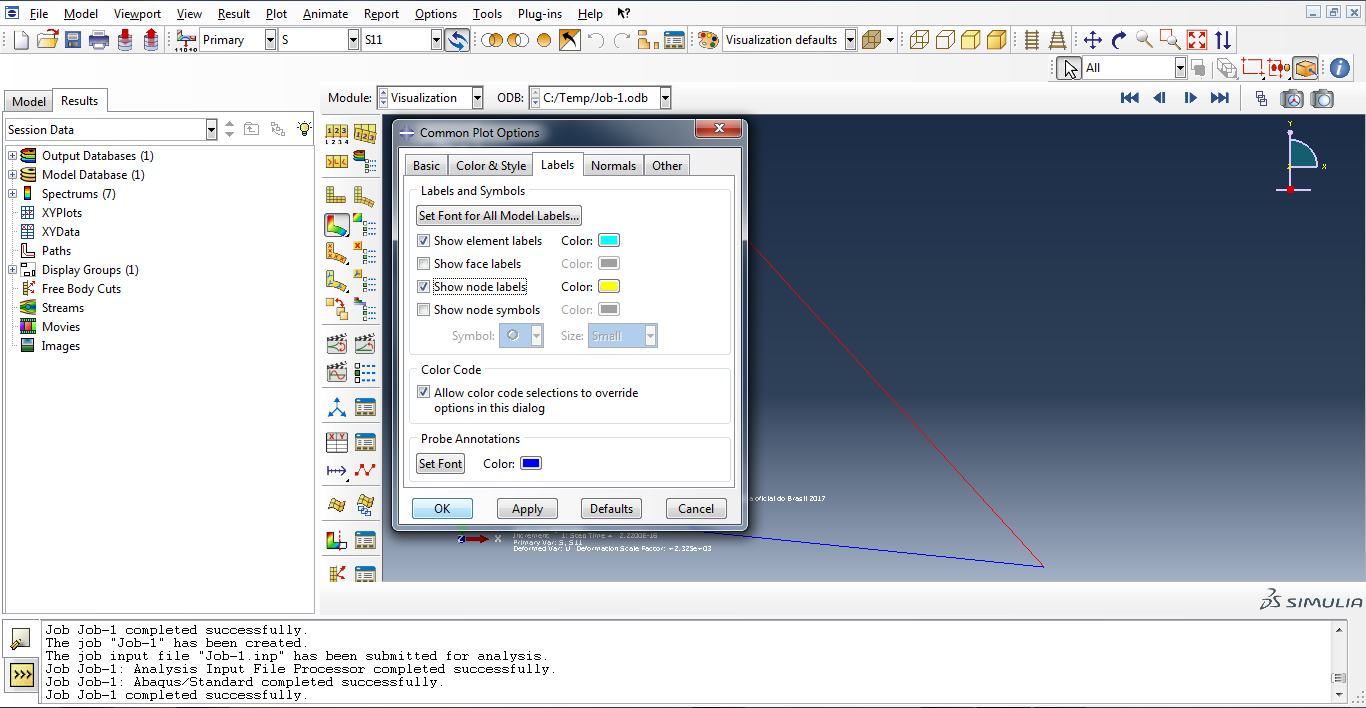 File Model Viewport View Result Plot Animate Report Options Tools Plug-ins Help
Primary S S11 Visualization defaults
All
Model Results Module: Visualization ODB: C:/Temp/Job-1.odb
Session Data
Output Databases (1)
Model Database (1)
Spectrums (7)
XYPlots
XYData
Paths
Display Groups (1)
Free Body Cuts
Streams
Movies
Images
Common Plot Options
Basic Color & Style Labels Normals Other
Labels and Symbols
Set Font for All Model Labels...
Show element labels Color:
Show face labels Color:
Show node labels Color:
Show node symbols Color:
Symbol: Size: Small
Color Code
Allow color code selections to override
options in this dialog
Probe Annotations
Set Font Color:
OK Apply Defaults Cancel
Y
X
a oficial do Brasil 2017
Z X
Increment 1: Step Time = 2.2200E-16
Primary Var: S, S11
Deformed Var: U Deformation Scale Factor: +2.325e+03
DS SIMULIA
Job Job-1 completed successfully.
The job "Job-1" has been created.
The job input file "Job-1.inp" has been submitted for analysis.
Job Job-1: Analysis Input File Processor completed successfully.
Job Job-1: Abaqus/Standard completed successfully.
Job Job-1 completed successfully.